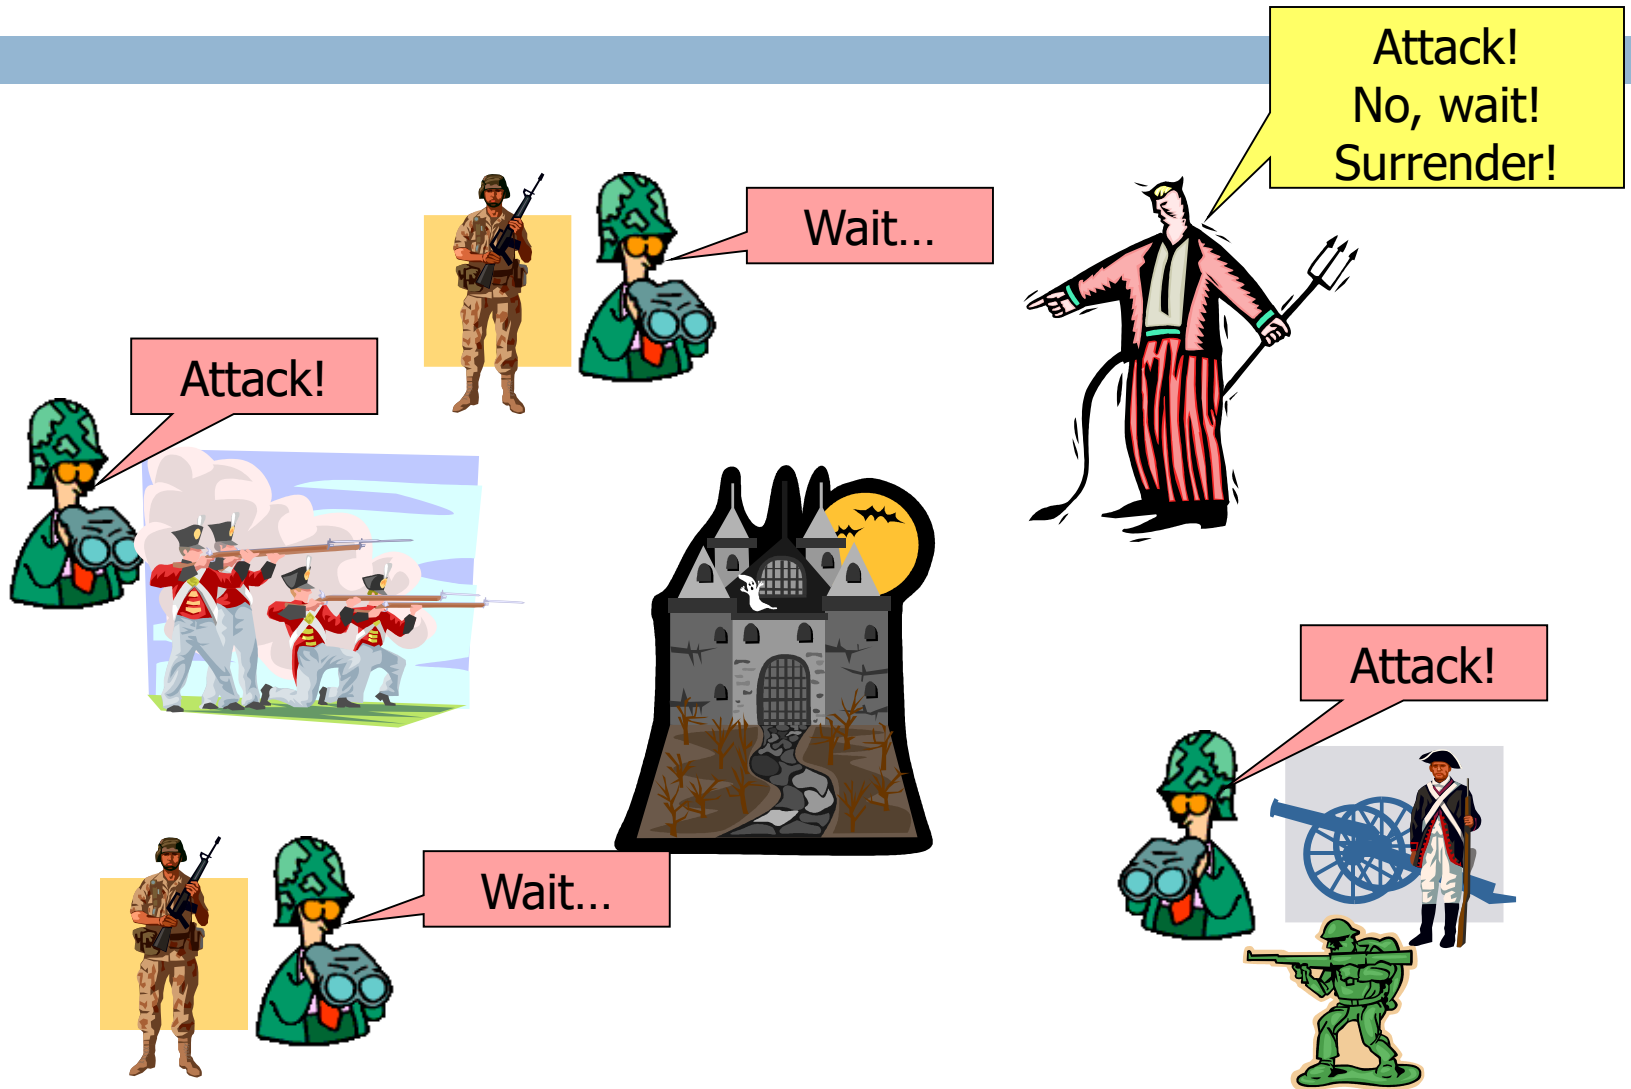 Attack!
No, wait!
Surrender!
Wait…
Attack!
Attack!
Wait…